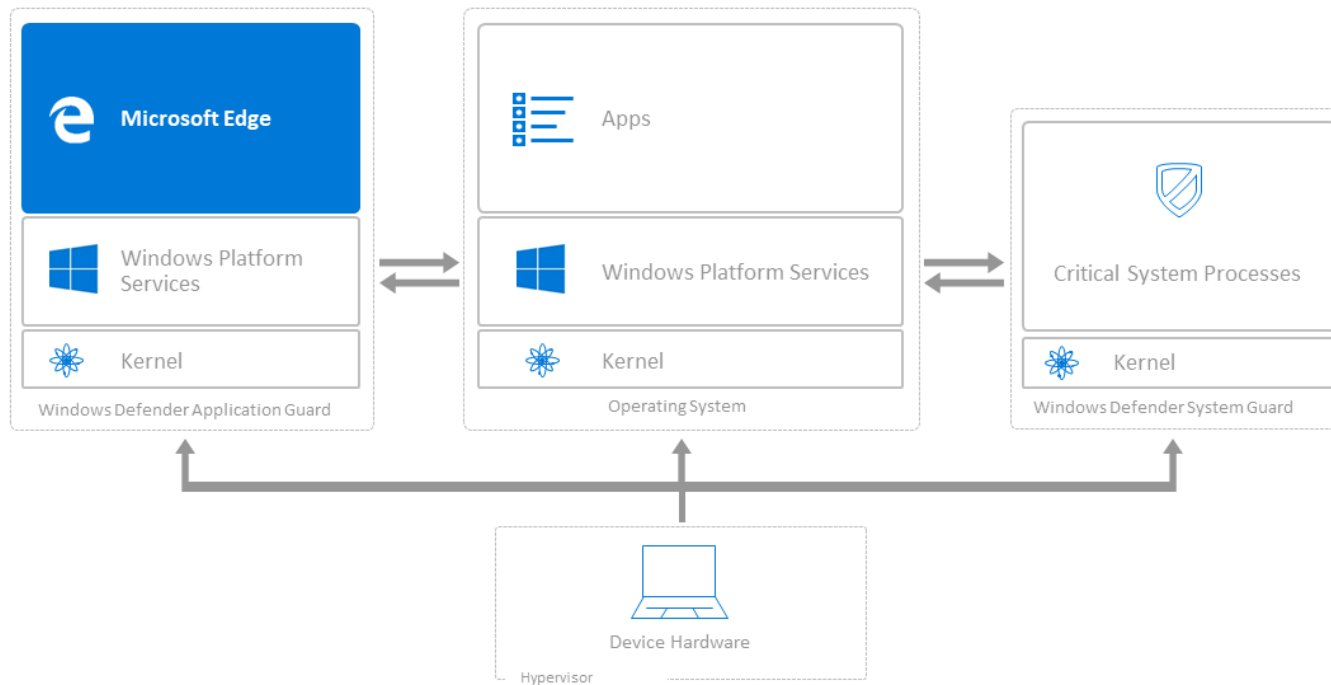 Microsoft Edge
Windows Platform
Services
Kernel
Windows Defender Application Guard
Apps
Windows Platform Services
Kernel
Operating System
Critical System Processes
Kernel
Windows Defender System Guard
Device Hardware
Hypervisor